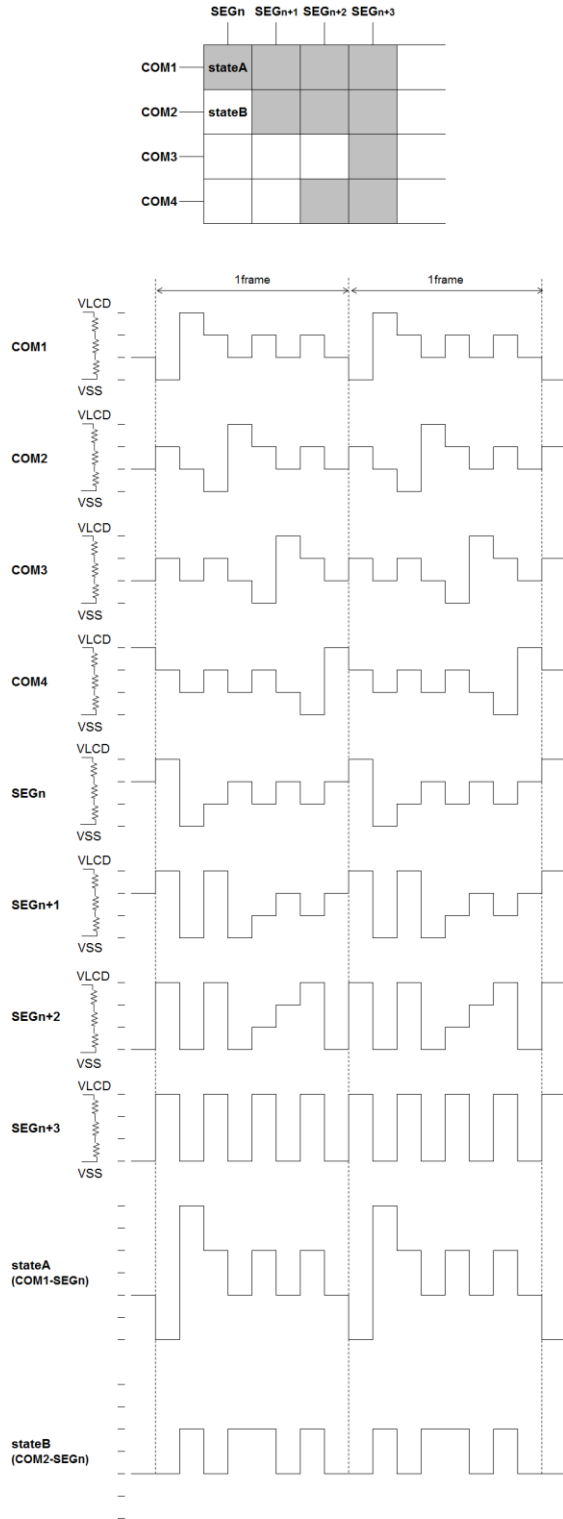 SEGn SEGn+1 SEGn+2 SEGn+3
COM1 stateA
COM2 stateB
COM3
COM4
1frame 1frame
VLCD
COM1
VSS
VLCD
COM2
VSS
VLCD
COM3
VSS
VLCD
COM4
VSS
VLCD
SEGn
VSS
VLCD
SEGn+1
VSS
VLCD
SEGn+2
VSS
VLCD
SEGn+3
VSS
stateA
(COM1-SEGn)
stateB
(COM2-SEGn)